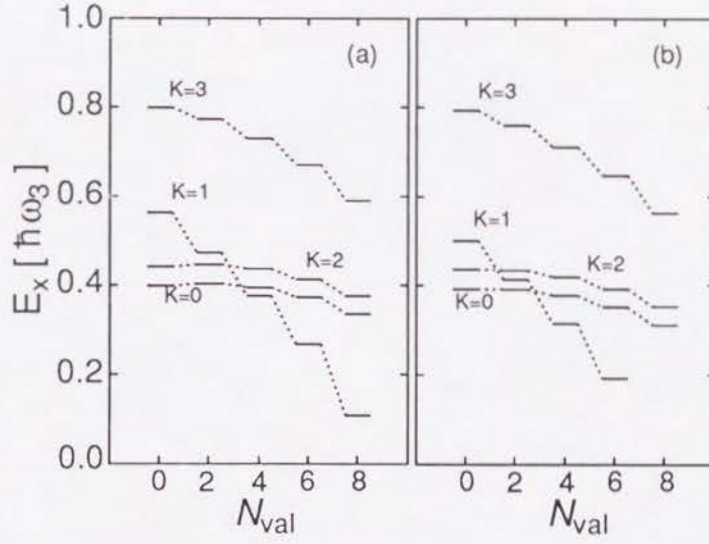 1.0
(a)
(b)
K=3
K=3
0.8
0.6
K=1
K=1
E_x [ ħω_3 ]
0.4
K=2
K=2
K=0
K=0
0.2
0.0
0 2 4 6 8
0 2 4 6 8
N_val
N_val